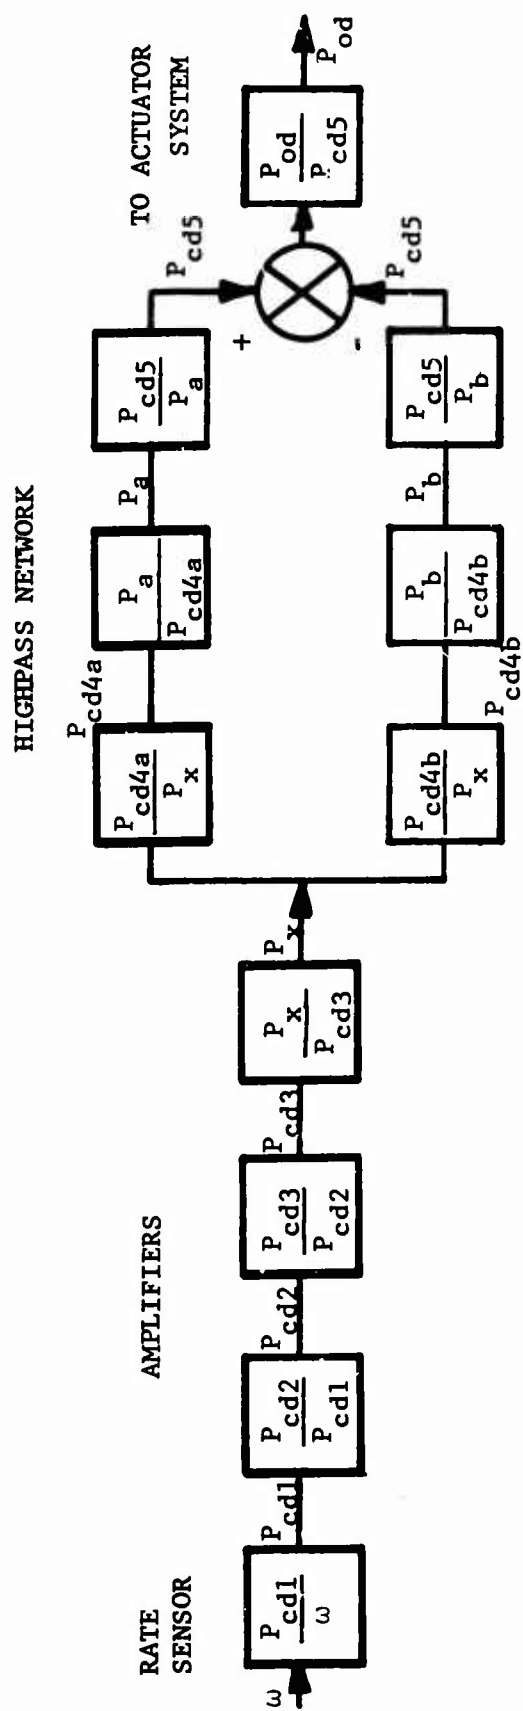 RATE
SENSOR
AMPLIFIERS
HIGHPASS NETWORK
TO ACTUATOR
SYSTEM
ω
P_cd1
ω
P_cd1
P_cd2
P_cd1
P_cd2
P_cd3
P_cd2
P_cd3
P_x
P_cd3
P_x
P_cd4a
P_x
P_cd4a
P_a
P_cd4a
P_a
P_cd5
P_a
P_cd5
+
P_cd4b
P_x
P_cd4b
P_b
P_cd4b
P_b
P_cd5
P_b
P_cd5
-
P_od
P_cd5
P_od